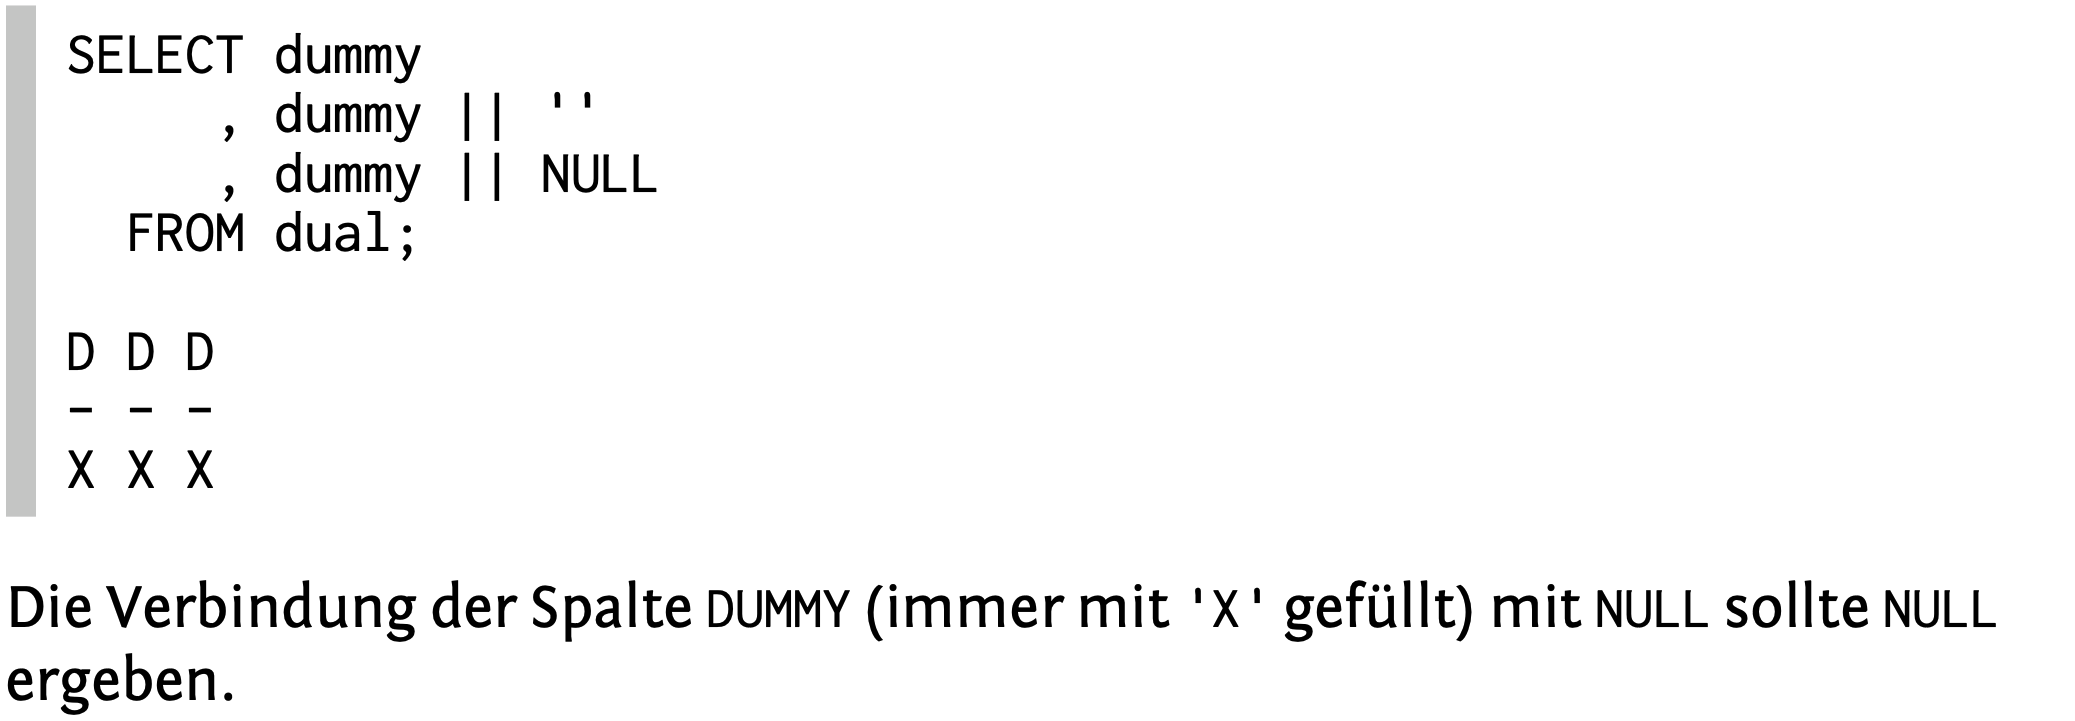 SELECT dummy
     , dummy || ''
     , dummy || NULL
  FROM dual;

D D D
- - -
X X X

Die Verbindung der Spalte DUMMY (immer mit 'X' gefüllt) mit NULL sollte NULL
ergeben.